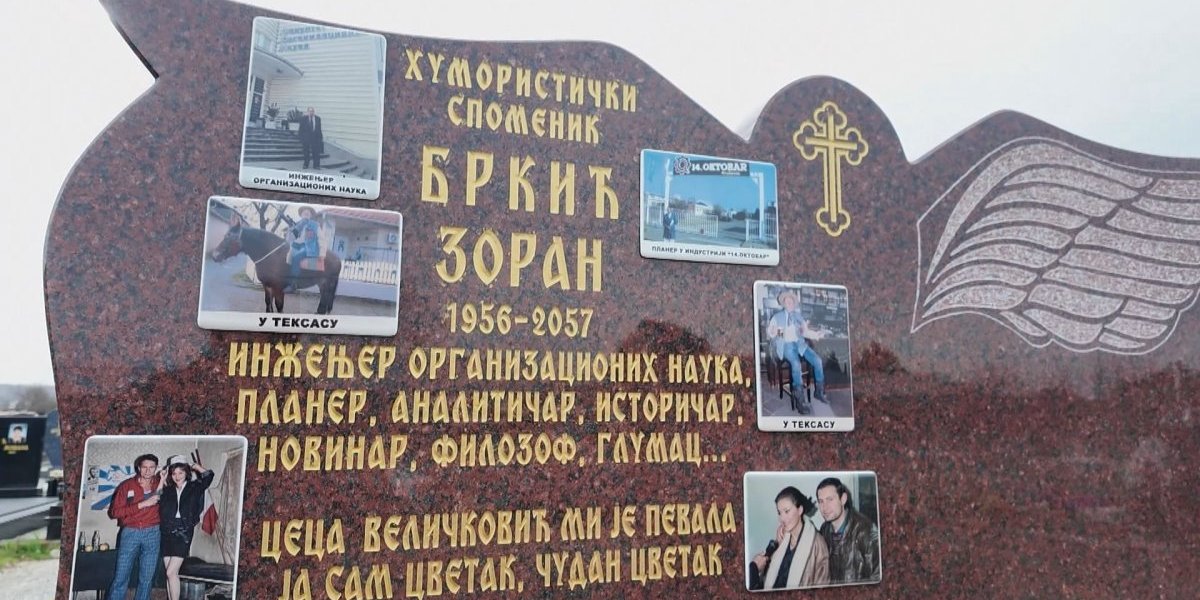 ХУМОРИСТИЧКИ
СПОМЕНИК
БРКИЋ
ЗОРАН
1956-2057
ИНЖЕЊЕР ОРГАНИЗАЦИОНИХ НАУКА,
ПЛАНЕР, АНАЛИТИЧАР, ИСТОРИЧАР,
НОВИНАР, ФИЛОЗОФ, ГЛУМАЦ...
ЦЕЦА ВЕЛИЧКОВИЋ МИ ЈЕ ПЕВАЛА
ЈА САМ ЦВЕТАК, ЧУДАН ЦВЕТАК
ИНЖЕЊЕР
ОРГАНИЗАЦИОНИХ НАУКА
У ТЕКСАСУ
14.OKTOBAR
ПЛАНЕР У ИНДУСТРИЈИ "14.ОКТОБАР"
У ТЕКСАСУ